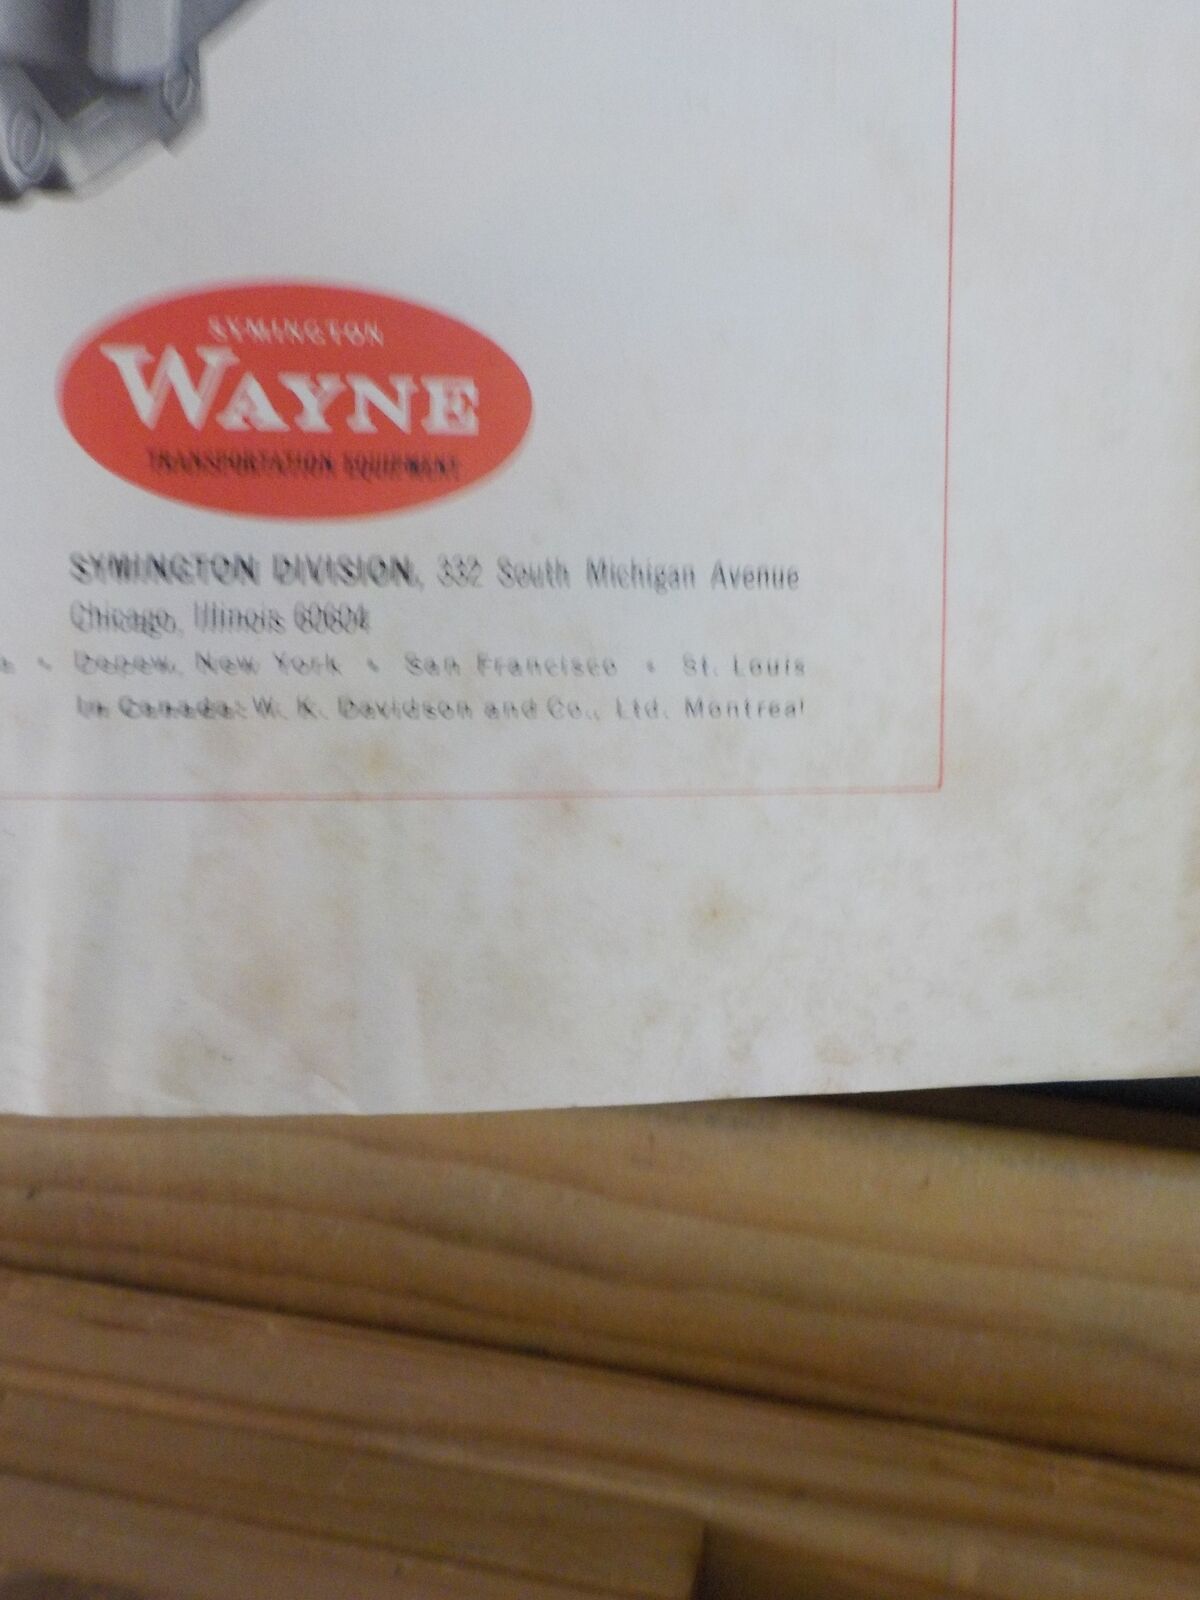 SYMINGTON
WAYNE
TRANSPORTATION EQUIPMENT
SYMINGTON DIVISION, 332 South Michigan Avenue
Chicago, Illinois 60604
• Depew, New York • San Francisco • St. Louis
In Canada: W. K. Davidson and Co., Ltd. Montreal